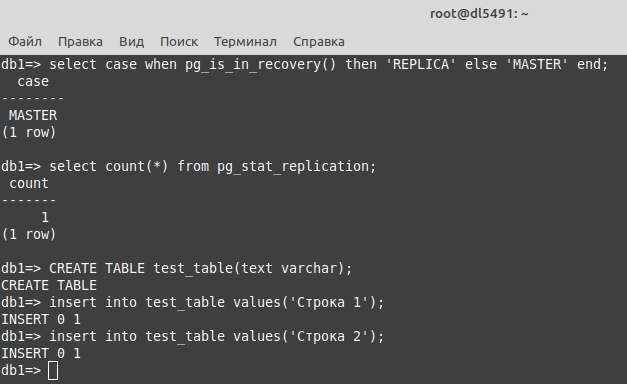 root@dl5491: ~
Файл Правка Вид Поиск Терминал Справка
db1=> select case when pg_is_in_recovery() then 'REPLICA' else 'MASTER' end;
  case
--------
 MASTER
(1 row)

db1=> select count(*) from pg_stat_replication;
 count
-------
     1
(1 row)

db1=> CREATE TABLE test_table(text varchar);
CREATE TABLE
db1=> insert into test_table values('Строка 1');
INSERT 0 1
db1=> insert into test_table values('Строка 2');
INSERT 0 1
db1=>